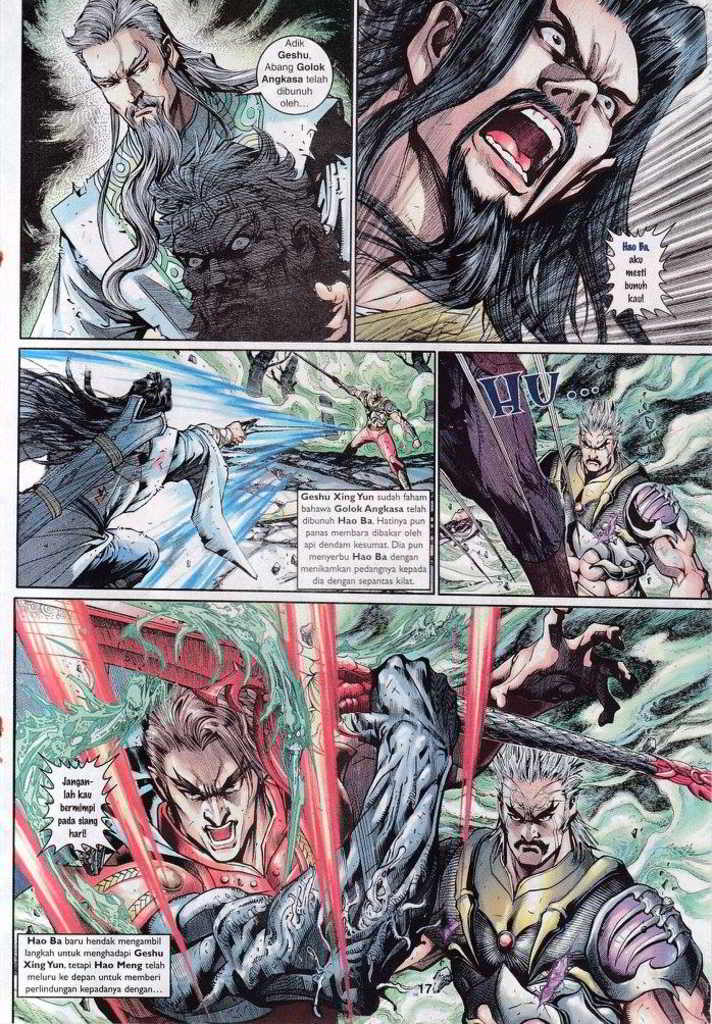 Adik
Geshu,
Abang Golok
Angkasa telah
dibunuh
oleh...
Hao Ba,
aku
mesti
bunuh
kau!
Geshu Xing Yun sudah faham
bahawa Golok Angkasa telah
dibunuh Hao Ba. Hatinya pun
panas membara dibakar oleh
api dendam kesumat. Dia pun
menyerbu Hao Ba dengan
menikamkan pedangnya kepada
dia dengan sepantas kilat.
HU...
Jangan-
lah kau
bermimpi
pada siang
hari!
Hao Ba baru hendak mengambil
langkah untuk menghadapi Geshu
Xing Yun, tetapi Hao Meng telah
meluru ke depan untuk memberi
perlindungan kepadanya dengan...
17